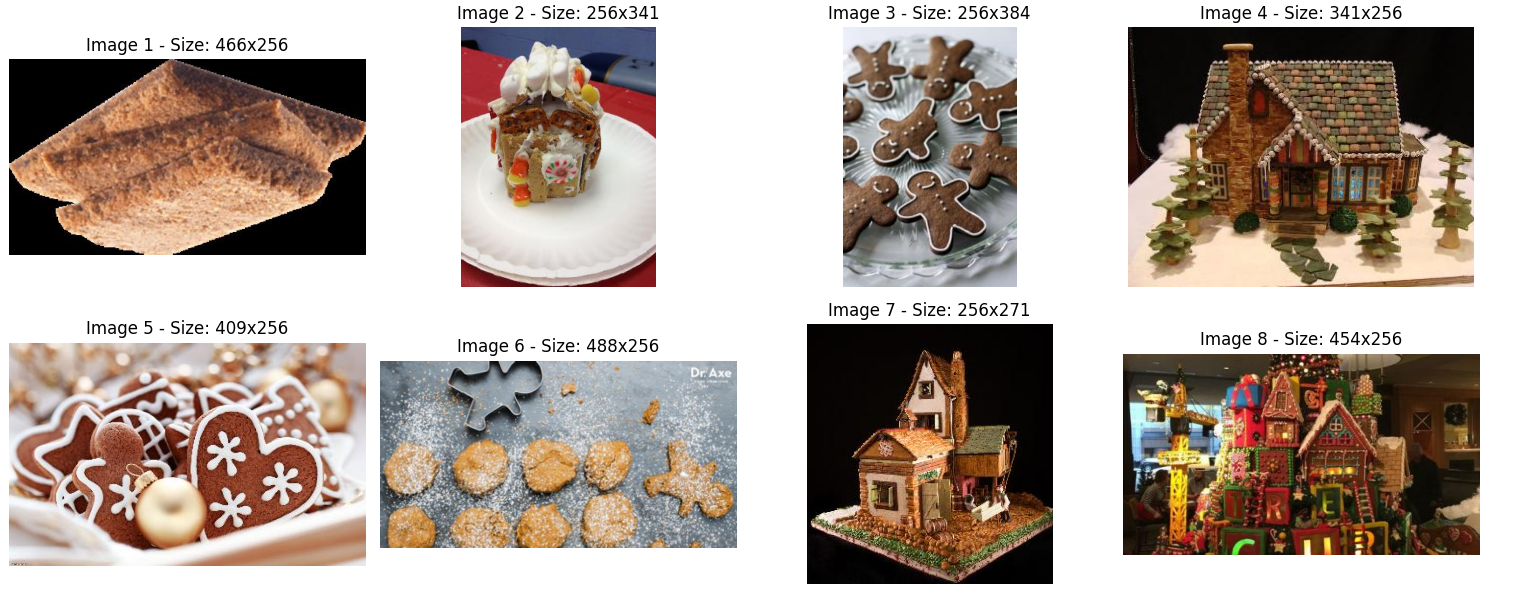 Image 1 - Size: 466x256
Image 2 - Size: 256x341
Image 3 - Size: 256x384
Image 4 - Size: 341x256
Image 5 - Size: 409x256
Image 6 - Size: 488x256
Dr. Axe
Image 7 - Size: 256x271
Image 8 - Size: 454x256